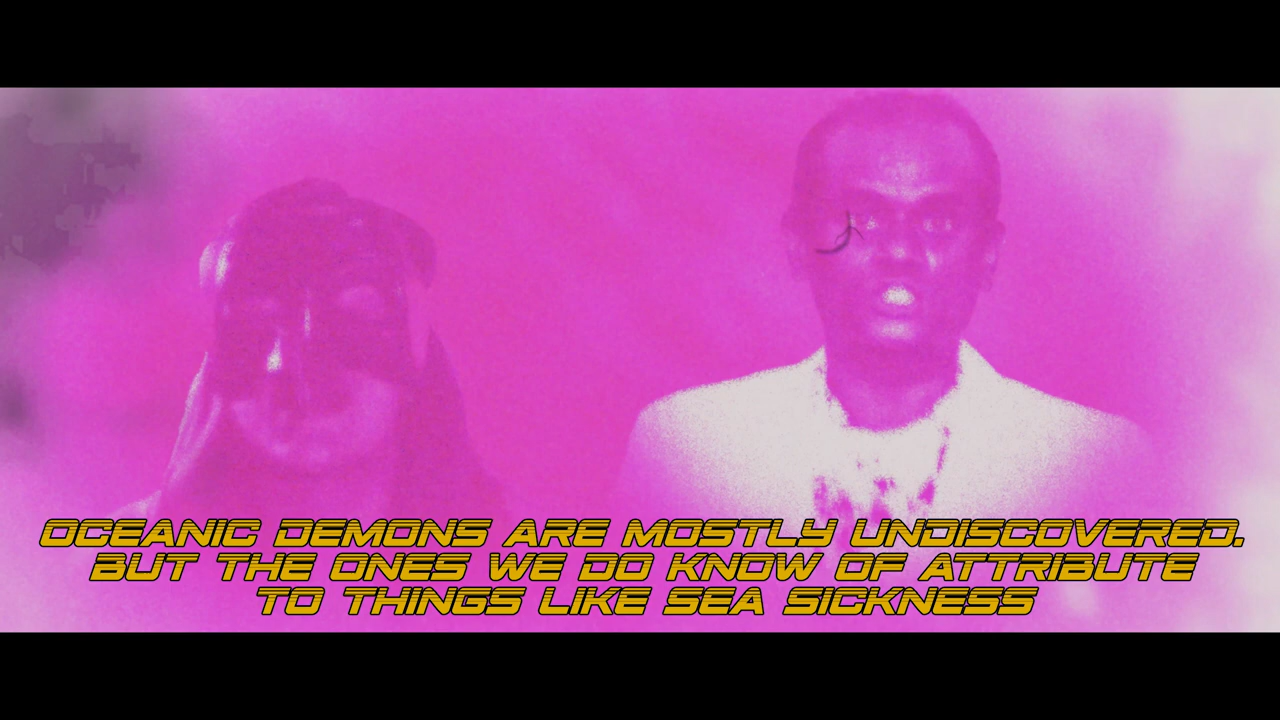 OCEANIC DEMONS ARE MOSTLY UNDISCOVERED.
BUT THE ONES WE DO KNOW OF ATTRIBUTE
TO THINGS LIKE SEA SICKNESS